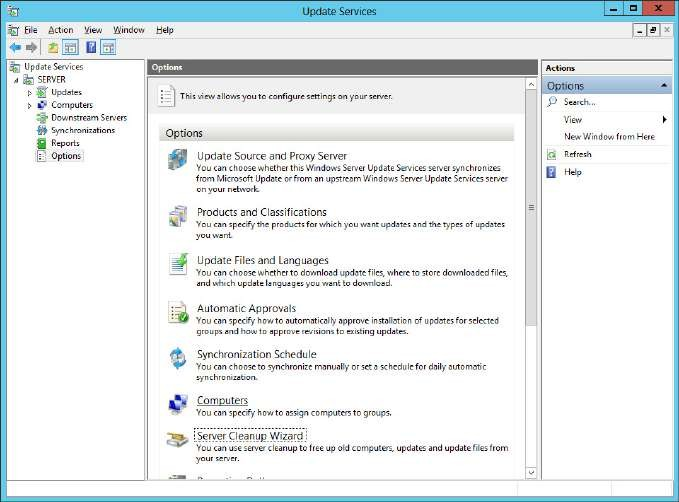 Update Services
File Action View Window Help
Update Services
SERVER
Updates
Computers
Downstream Servers
Synchronizations
Reports
Options
Options
This view allows you to configure settings on your server.
Options
Update Source and Proxy Server
You can choose whether this Windows Server Update Services server synchronizes
from Microsoft Update or from an upstream Windows Server Update Services server
on your network.
Products and Classifications
You can specify the products for which you want updates and the types of updates
you want.
Update Files and Languages
You can choose whether to download update files, where to store downloaded files,
and which update languages you want to download.
Automatic Approvals
You can specify how to automatically approve installation of updates for selected
groups and how to approve revisions to existing updates.
Synchronization Schedule
You can choose to synchronize manually or set a schedule for daily automatic
synchronization.
Computers
You can specify how to assign computers to groups.
Server Cleanup Wizard
You can use server cleanup to free up old computers, updates and update files from
your server.
Actions
Options
Search...
View
New Window from Here
Refresh
Help